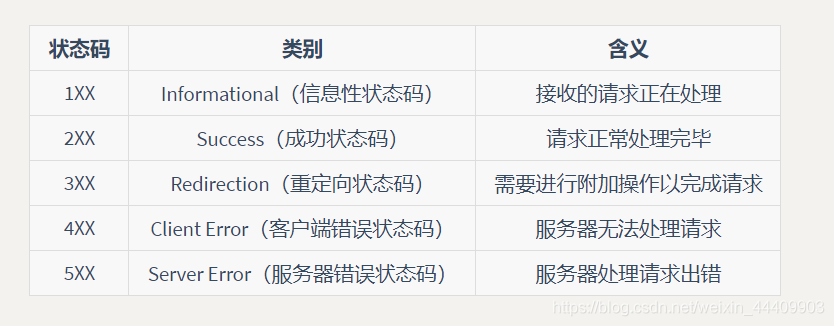 状态码 类别 含义
1XX Informational（信息性状态码） 接收的请求正在处理
2XX Success（成功状态码） 请求正常处理完毕
3XX Redirection（重定向状态码） 需要进行附加操作以完成请求
4XX Client Error（客户端错误状态码） 服务器无法处理请求
5XX Server Error（服务器错误状态码） 服务器处理请求出错
https://blog.csdn.net/weixin_44409903